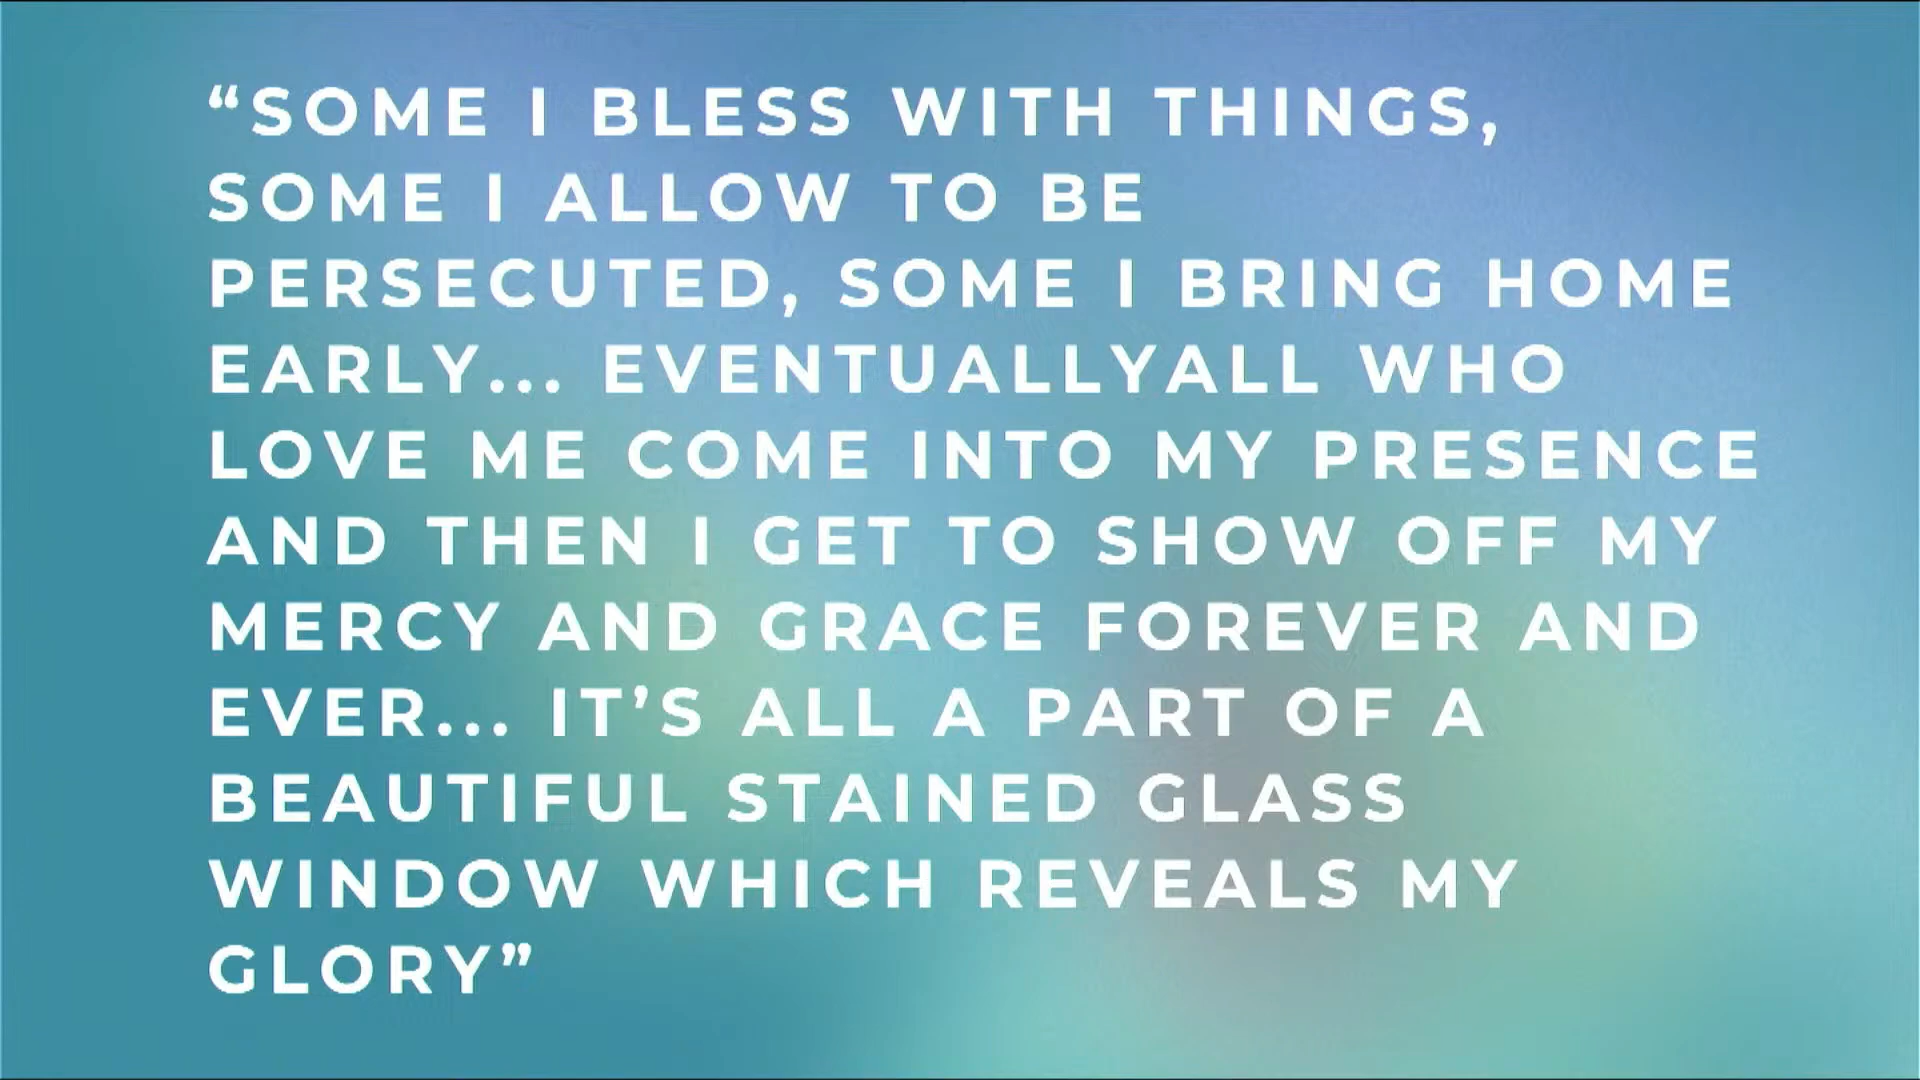 “SOME I BLESS WITH THINGS,
SOME I ALLOW TO BE
PERSECUTED, SOME I BRING HOME
EARLY... EVENTUALLYALL WHO
LOVE ME COME INTO MY PRESENCE
AND THEN I GET TO SHOW OFF MY
MERCY AND GRACE FOREVER AND
EVER... IT’S ALL A PART OF A
BEAUTIFUL STAINED GLASS
WINDOW WHICH REVEALS MY
GLORY”